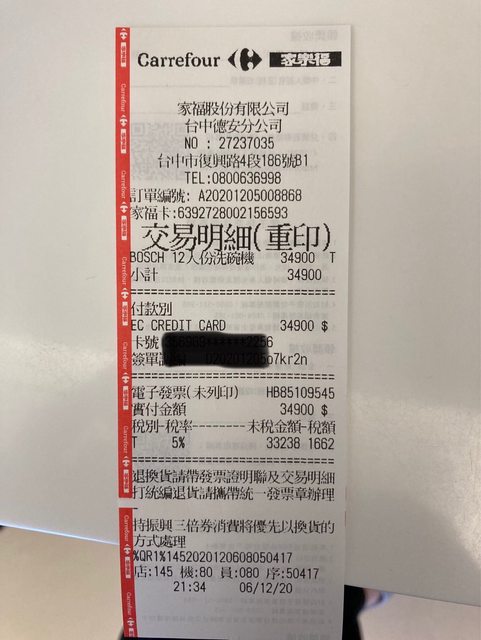 Carrefour 家樂福
家福股份有限公司
台中德安分公司
NO : 27237035
台中市復興路4段186號B1
TEL:0800636998
訂單編號: A20201205008868
家福卡:6392728002156593
交易明細(重印)
BOSCH 12人份洗碗機 34900 T
小計 34900
付款別
EC CREDIT CARD 34900 $
卡號
簽單 o7kr2n
電子發票(未列印) HB85109545
實付金額 34900 $
稅別-稅率--------未稅金額-稅額
T 5% 33238 1662
退換貨請帶發票證明聯及交易明細
打統編退貨請攜帶統一發票章辦理
-
持振興三倍券消費將優先以換貨的
方式處理
%QR1%1452020120608050417
店:145 機:80 員:080 序:50417
21:34 06/12/20